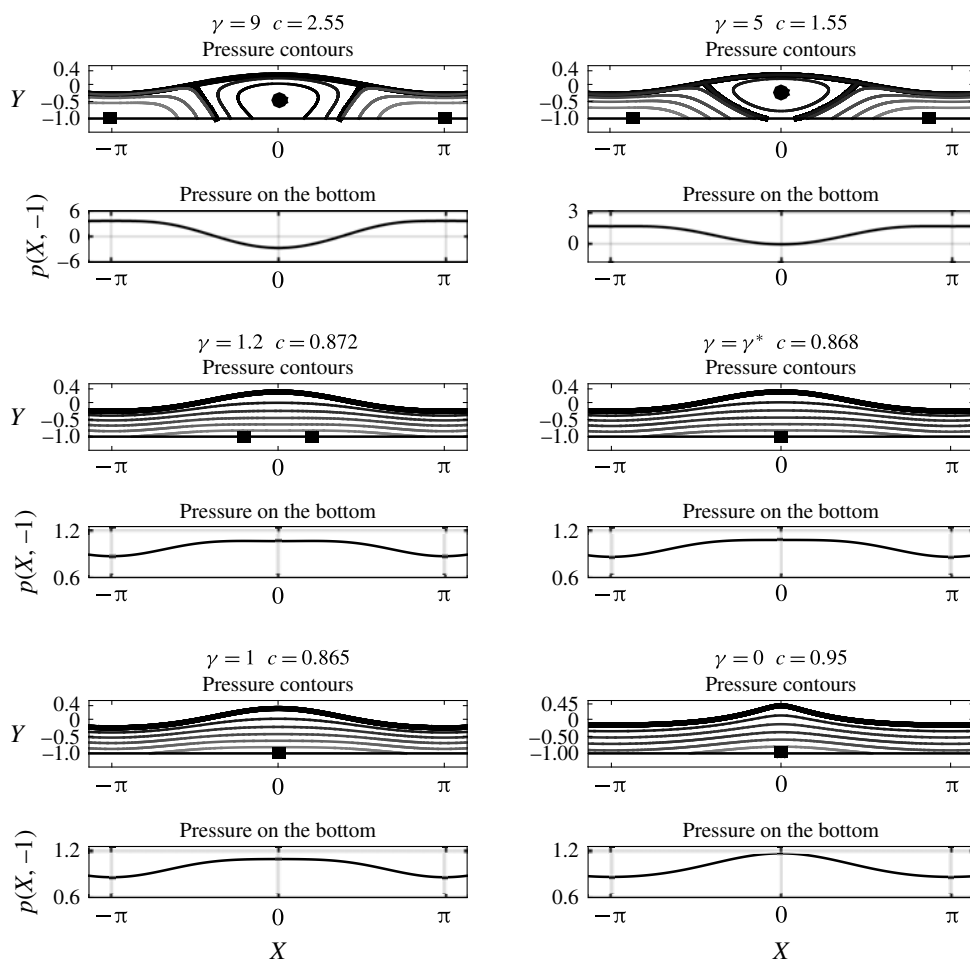 γ = 9 c = 2.55
Pressure contours
Y
0.4
0
−0.5
−1.0
−π 0 π
γ = 5 c = 1.55
Pressure contours
0.4
0
−0.5
−1.0
−π 0 π
Pressure on the bottom
p(X, −1)
6
0
−6
−π 0 π
Pressure on the bottom
3
0
−π 0 π
γ = 1.2 c = 0.872
Pressure contours
Y
0.4
0
−0.5
−1.0
−π 0 π
γ = γ* c = 0.868
Pressure contours
0.4
0
−0.5
−1.0
−π 0 π
Pressure on the bottom
p(X, −1)
1.2
0.6
−π 0 π
Pressure on the bottom
1.2
0.6
−π 0 π
γ = 1 c = 0.865
Pressure contours
Y
0.4
0
−0.5
−1.0
−π 0 π
γ = 0 c = 0.95
Pressure contours
0.45
0
−0.50
−1.00
−π 0 π
Pressure on the bottom
p(X, −1)
1.2
0.6
−π 0 π
X
Pressure on the bottom
1.2
0.6
−π 0 π
X